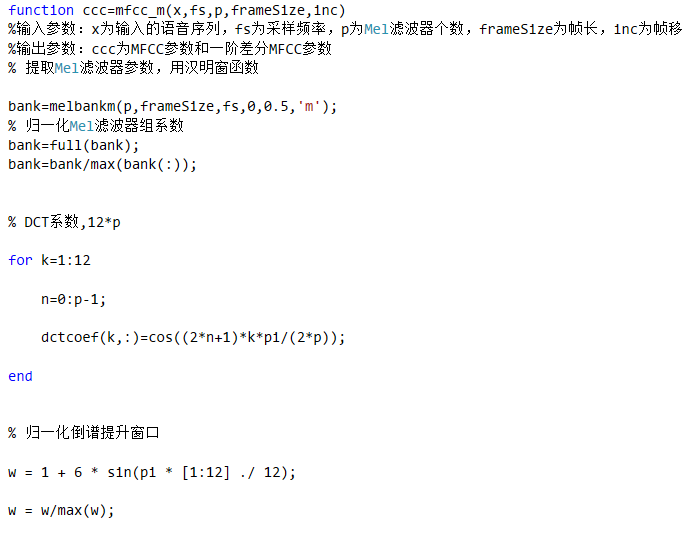 function ccc=mfcc_m(x,fs,p,frameSize,inc)
%输入参数：x为输入的语音序列，fs为采样频率，p为Mel滤波器个数，frameSize为帧长，inc为帧移
%输出参数：ccc为MFCC参数和一阶差分MFCC参数
% 提取Mel滤波器参数，用汉明窗函数
bank=melbankm(p,frameSize,fs,0,0.5,'m');
% 归一化Mel滤波器组系数
bank=full(bank);
bank=bank/max(bank(:));
% DCT系数,12*p
for k=1:12
n=0:p-1;
dctcoef(k,:)=cos((2*n+1)*k*pi/(2*p));
end
% 归一化倒谱提升窗口
w = 1 + 6 * sin(pi * [1:12] ./ 12);
w = w/max(w);